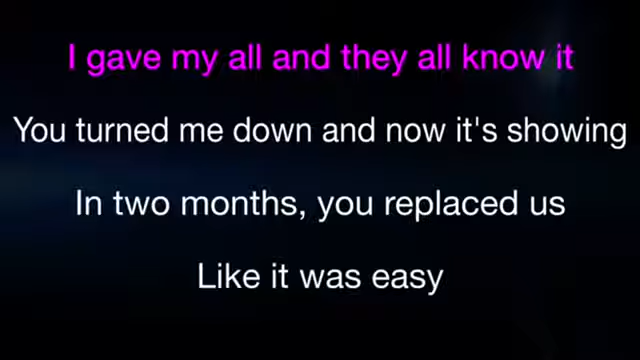 I gave my all and they all know it
You turned me down and now it's showing
In two months, you replaced us
Like it was easy